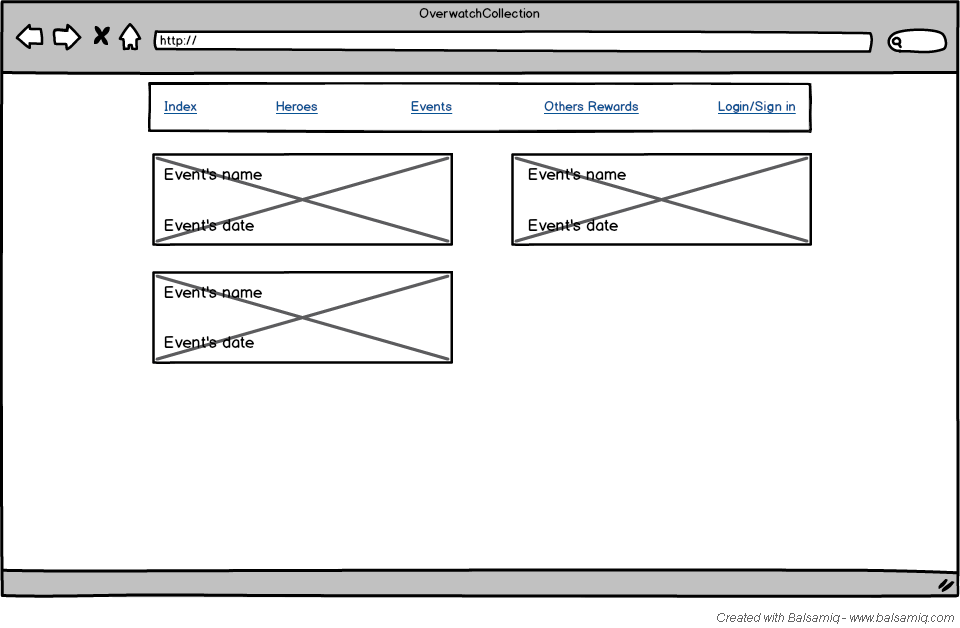 OverwatchCollection
http://
Index Heroes Events Others Rewards Login/Sign in
Event's name Event's name
Event's date Event's date
Event's name
Event's date
Created with Balsamiq - www.balsamiq.com